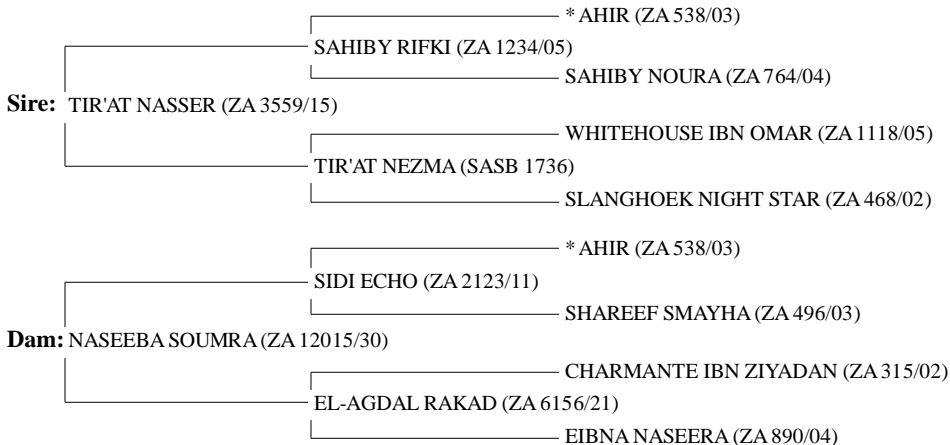 * AHIR (ZA 538/03)
SAHIBY RIFKI (ZA 1234/05)
SAHIBY NOURA (ZA 764/04)
Sire: TIR'AT NASSER (ZA 3559/15)
WHITEHOUSE IBN OMAR (ZA 1118/05)
TIR'AT NEZMA (SASB 1736)
SLANGHOEK NIGHT STAR (ZA 468/02)
* AHIR (ZA 538/03)
SIDI ECHO (ZA 2123/11)
SHAREEF SMAYHA (ZA 496/03)
Dam: NASEEBA SOUMRA (ZA 12015/30)
CHARMANTE IBN ZIYADAN (ZA 315/02)
EL-AGDAL RAKAD (ZA 6156/21)
EIBNA NASEERA (ZA 890/04)